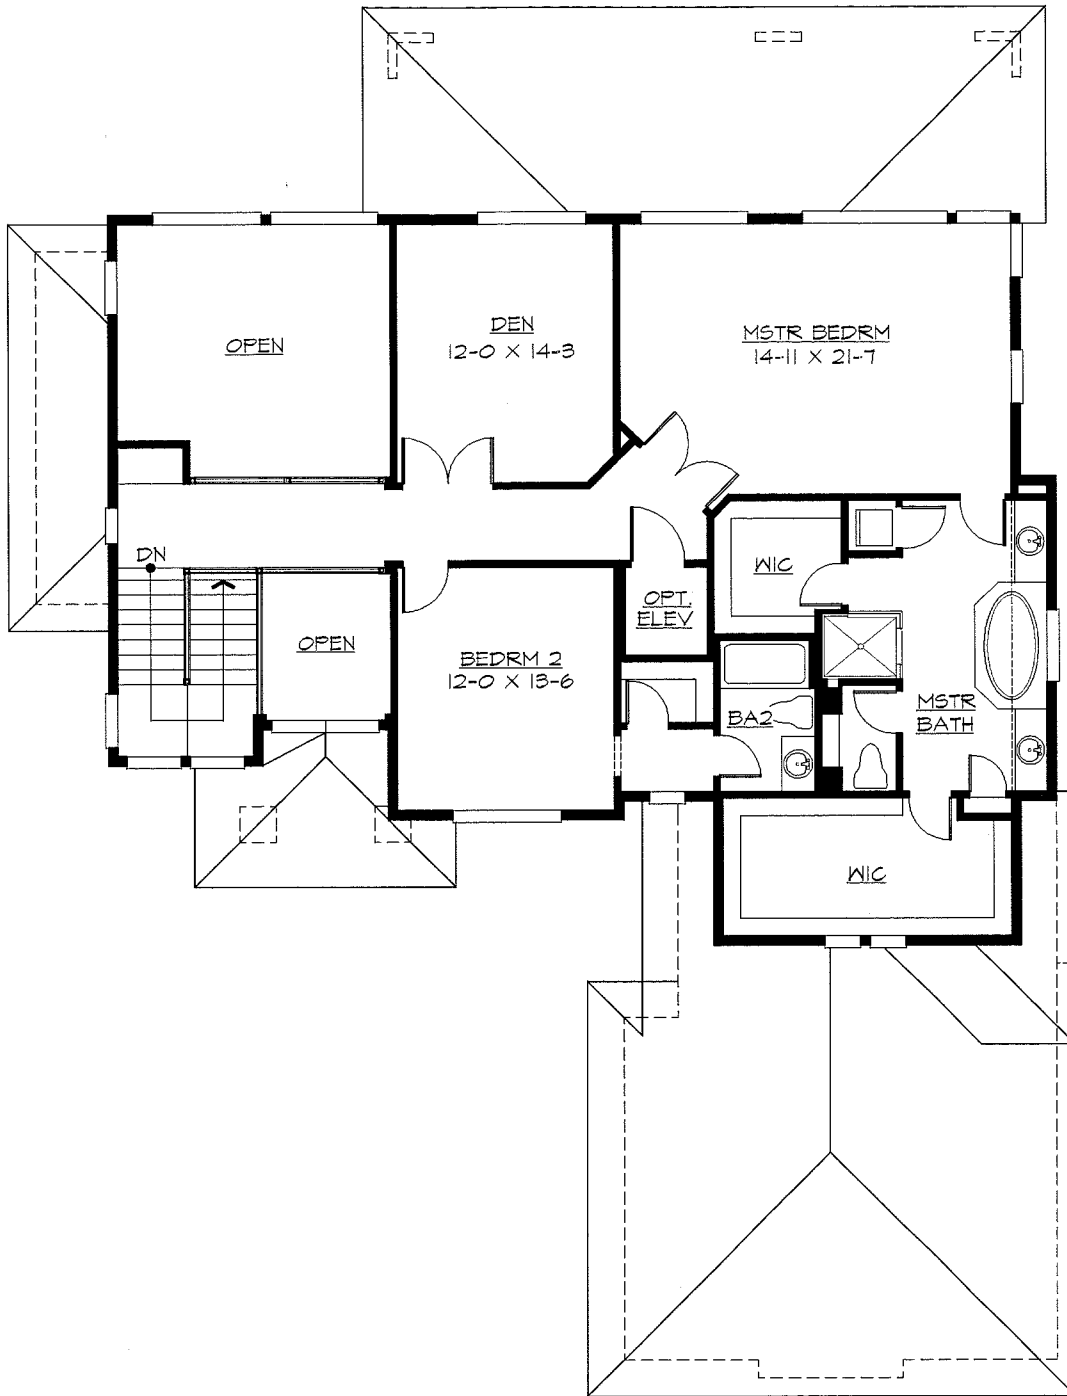 OPEN
DEN
12-0 X 14-3
MSTR BEDRM
14-11 X 21-7
DN
OPEN
BEDRM 2
12-0 X 13-6
OPT.
ELEV
WIC
BA2
MSTR
BATH
WIC